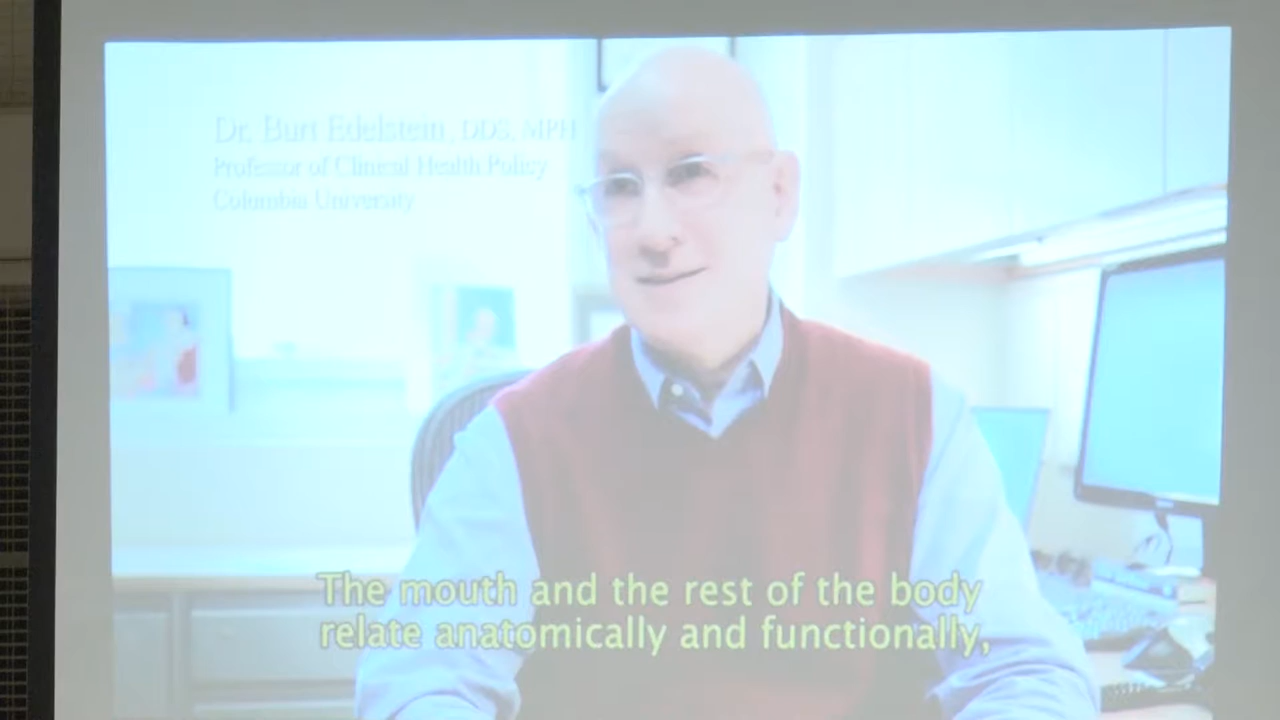 Dr. Burt Edelstein, DDS, MPH
Professor of Clinical Health Policy
Columbia University
The mouth and the rest of the body
relate anatomically and functionally,